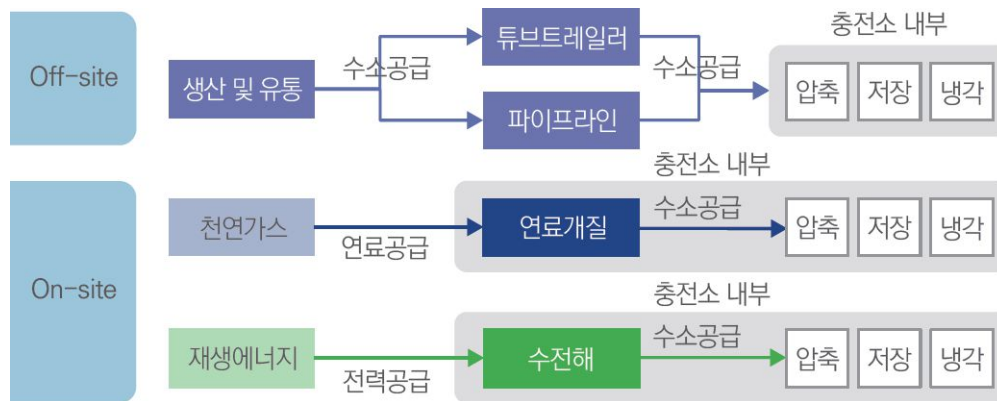 충전소 내부
Off-site
생산 및 유통
수소공급
튜브트레일러
파이프라인
수소공급
압축
저장
냉각
On-site
충전소 내부
천연가스
연료공급
연료개질
수소공급
압축
저장
냉각
충전소 내부
재생에너지
전력공급
수전해
수소공급
압축
저장
냉각